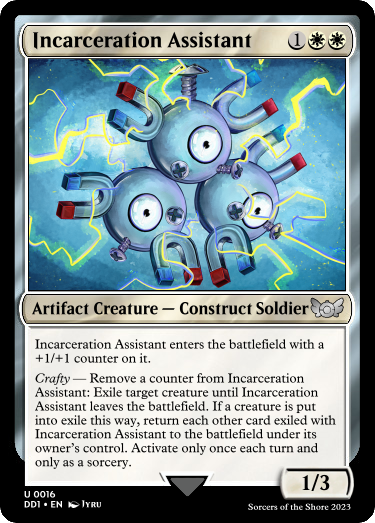 Incarceration Assistant 1
Artifact Creature — Construct Soldier
Incarceration Assistant enters the battlefield with a
+1/+1 counter on it.
Crafty — Remove a counter from Incarceration
Assistant: Exile target creature until Incarceration
Assistant leaves the battlefield. If a creature is put
into exile this way, return each other card exiled with
Incarceration Assistant to the battlefield under its
owner's control. Activate only once each turn and
only as a sorcery.
1/3
U 0016
DD1 • EN JYRU
Sorcers of the Shore 2023